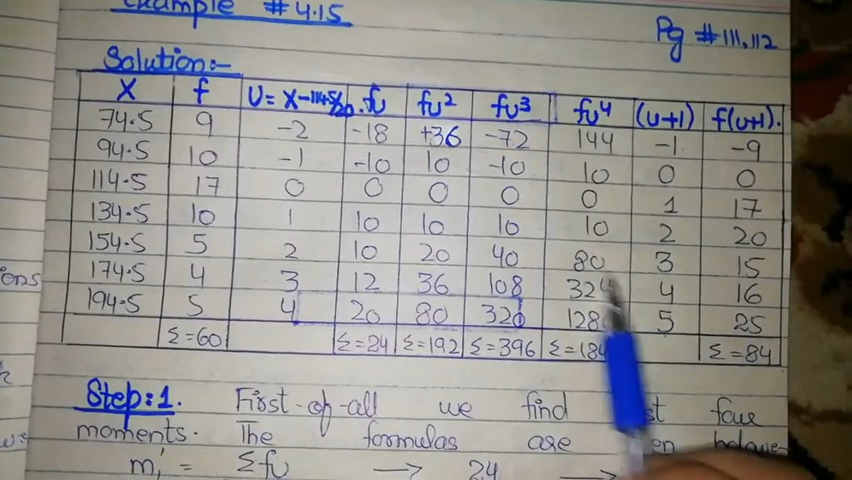 Example #4.15
Pg #111,112
Solution:-
X f U = X-114.5/20 fu fu² fu³ fu⁴ (u+1) f(u+1).
74.5 9 -2 -18 +36 -72 144 -1 -9
94.5 10 -1 -10 10 -10 10 0 0
114.5 17 0 0 0 0 0 1 17
134.5 10 1 10 10 10 10 2 20
154.5 5 2 10 20 40 80 3 15
174.5 4 3 12 36 108 324 4 16
194.5 5 4 20 80 320 128 5 25
Σ=60 Σ=24 Σ=192 Σ=396 Σ=184 Σ=84
ions
Step:1. First-of-all we find st four
moments. The formulas are en
m₁' = Σfu → 24 →